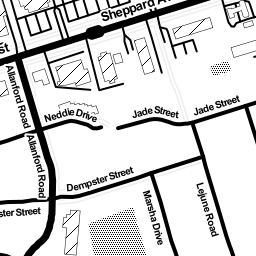 Sheppard A
st
Allanford Road
Neddie Drive
Jade Street
Jade Street
Allanford Road
Dempster Street
ster Street
Marsha Drive
Lejune Road